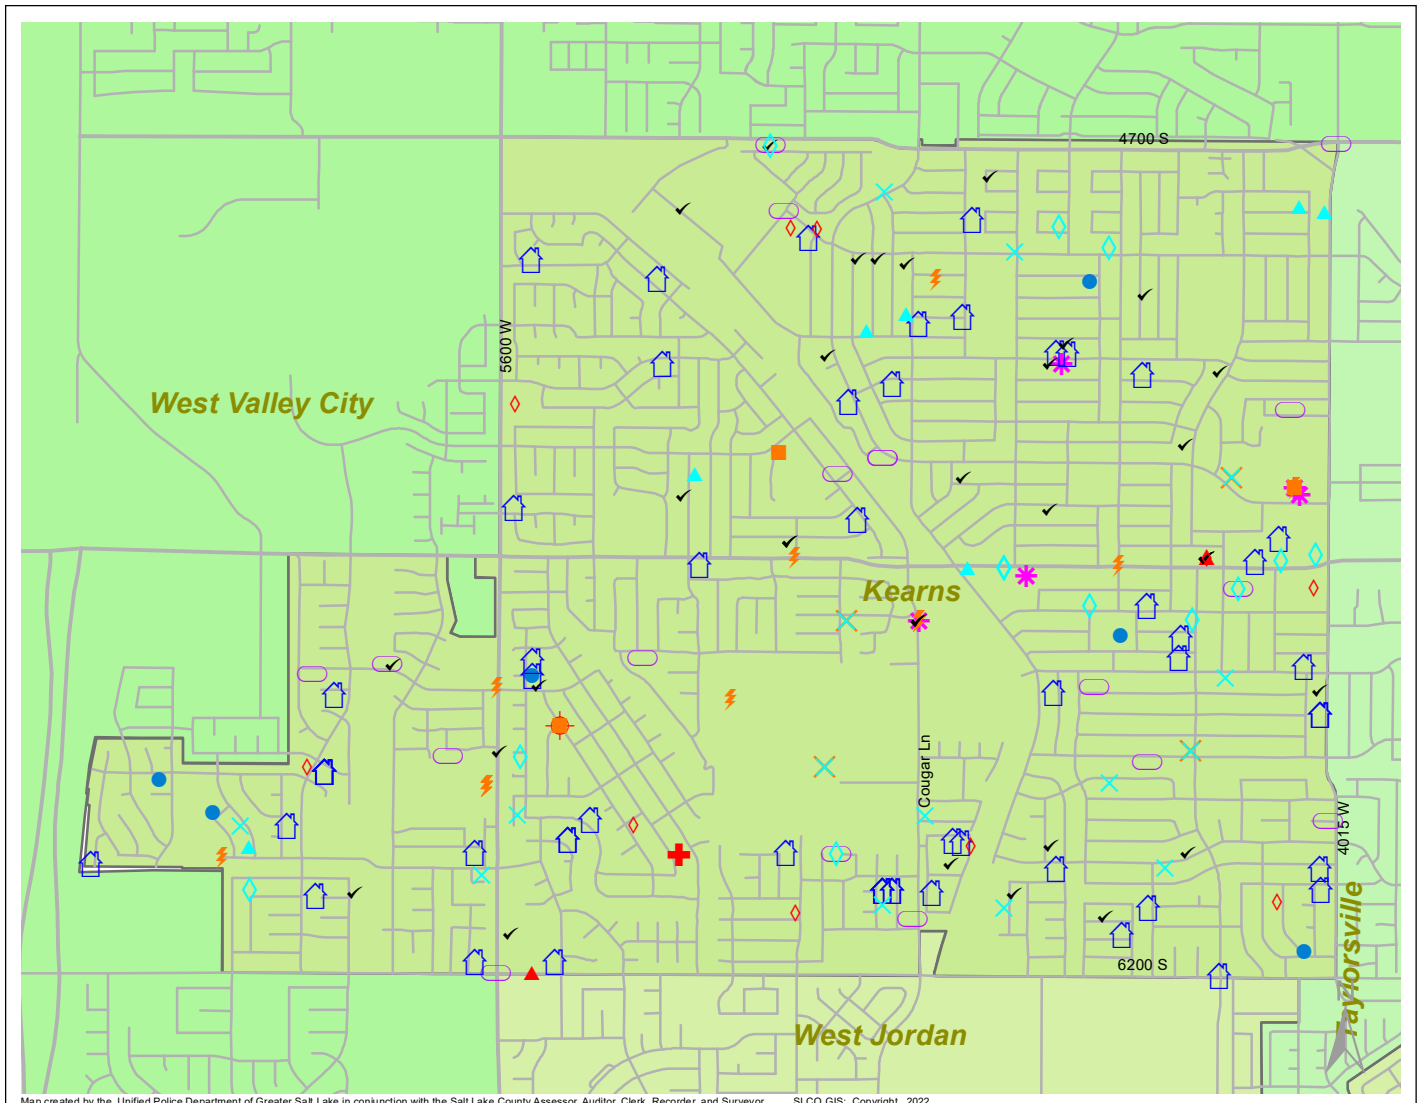 4700 S
5600 W
West Valley City
Kearns
Cougar Ln
4015 W
Taylorsville
6200 S
West Jordan
Map created by the Unified Police Department of Greater Salt Lake in conjunction with the Salt Lake County Assessor, Auditor, Clerk, Recorder, and Surveyor. SLCO GIS: Copyright 2022